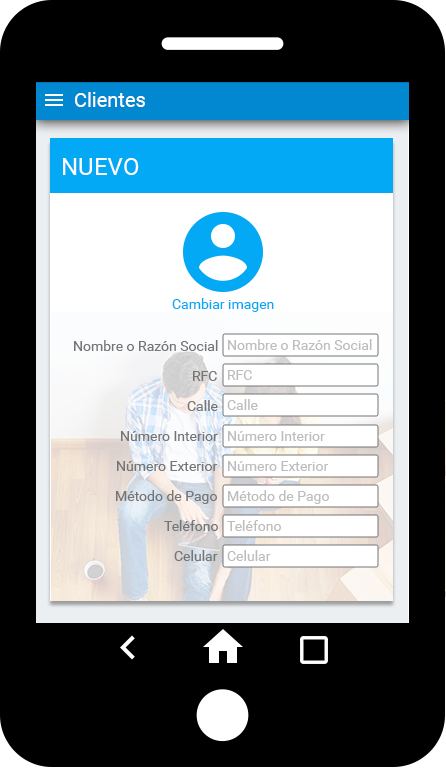 Clientes
NUEVO
Cambiar imagen
Nombre o Razón Social Nombre o Razón Social
RFC RFC
Calle Calle
Número Interior Número Interior
Número Exterior Número Exterior
Método de Pago Método de Pago
Teléfono Teléfono
Celular Celular